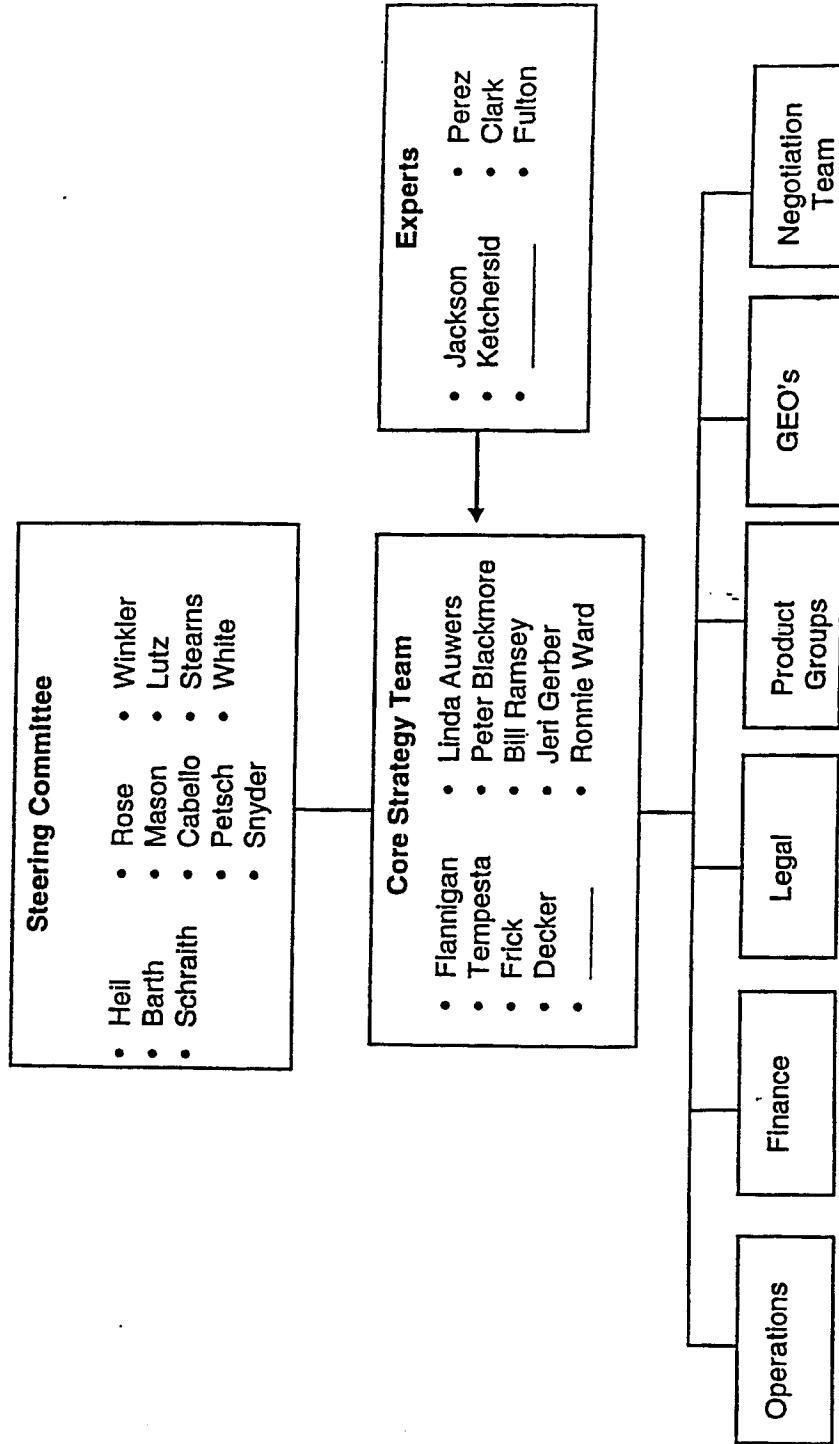 Steering Committee
• Heil
• Barth
• Schraith
• Rose
• Mason
• Cabello
• Petsch
• Snyder
• Winkler
• Lutz
• Stearns
• White
Core Strategy Team
• Flannigan
• Tempesta
• Frick
• Decker
• ________
• Linda Auwers
• Peter Blackmore
• Bill Ramsey
• Jeri Gerber
• Ronnie Ward
Experts
• Jackson
• Ketchersid
• ________
• Perez
• Clark
• Fulton
Operations
Finance
Legal
Product
Groups
GEO's
Negotiation
Team